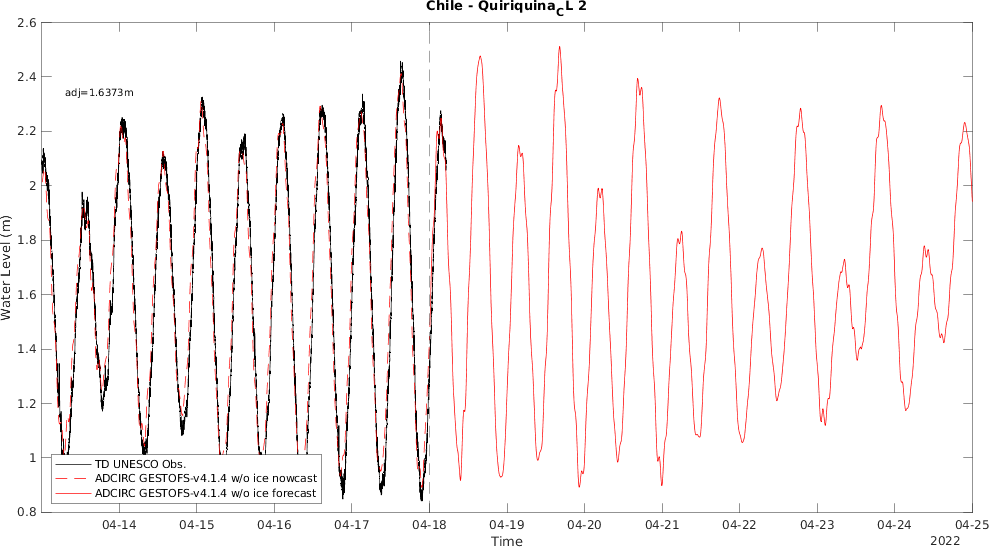 Chile - Quiriquina_CL 2
2.6
2.4
adj=1.6373m
2.2
2
1.8
1.6
1.4
1.2
1
0.8
Water Level (m)
TD UNESCO Obs.
ADCIRC GESTOFS-v4.1.4 w/o ice nowcast
ADCIRC GESTOFS-v4.1.4 w/o ice forecast
04-14 04-15 04-16 04-17 04-18 04-19 04-20 04-21 04-22 04-23 04-24 04-25
Time
2022